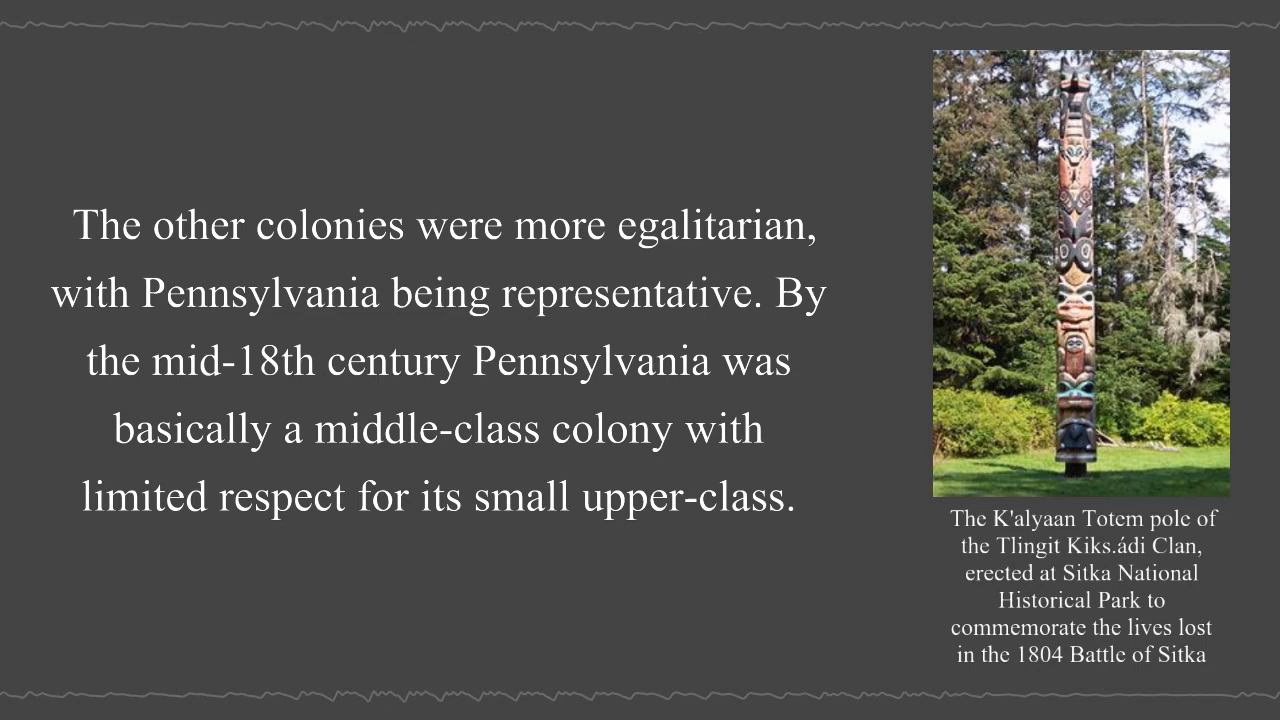 The other colonies were more egalitarian,
with Pennsylvania being representative. By
the mid-18th century Pennsylvania was
basically a middle-class colony with
limited respect for its small upper-class.
The K'alyaan Totem pole of
the Tlingit Kiks.ádi Clan,
erected at Sitka National
Historical Park to
commemorate the lives lost
in the 1804 Battle of Sitka